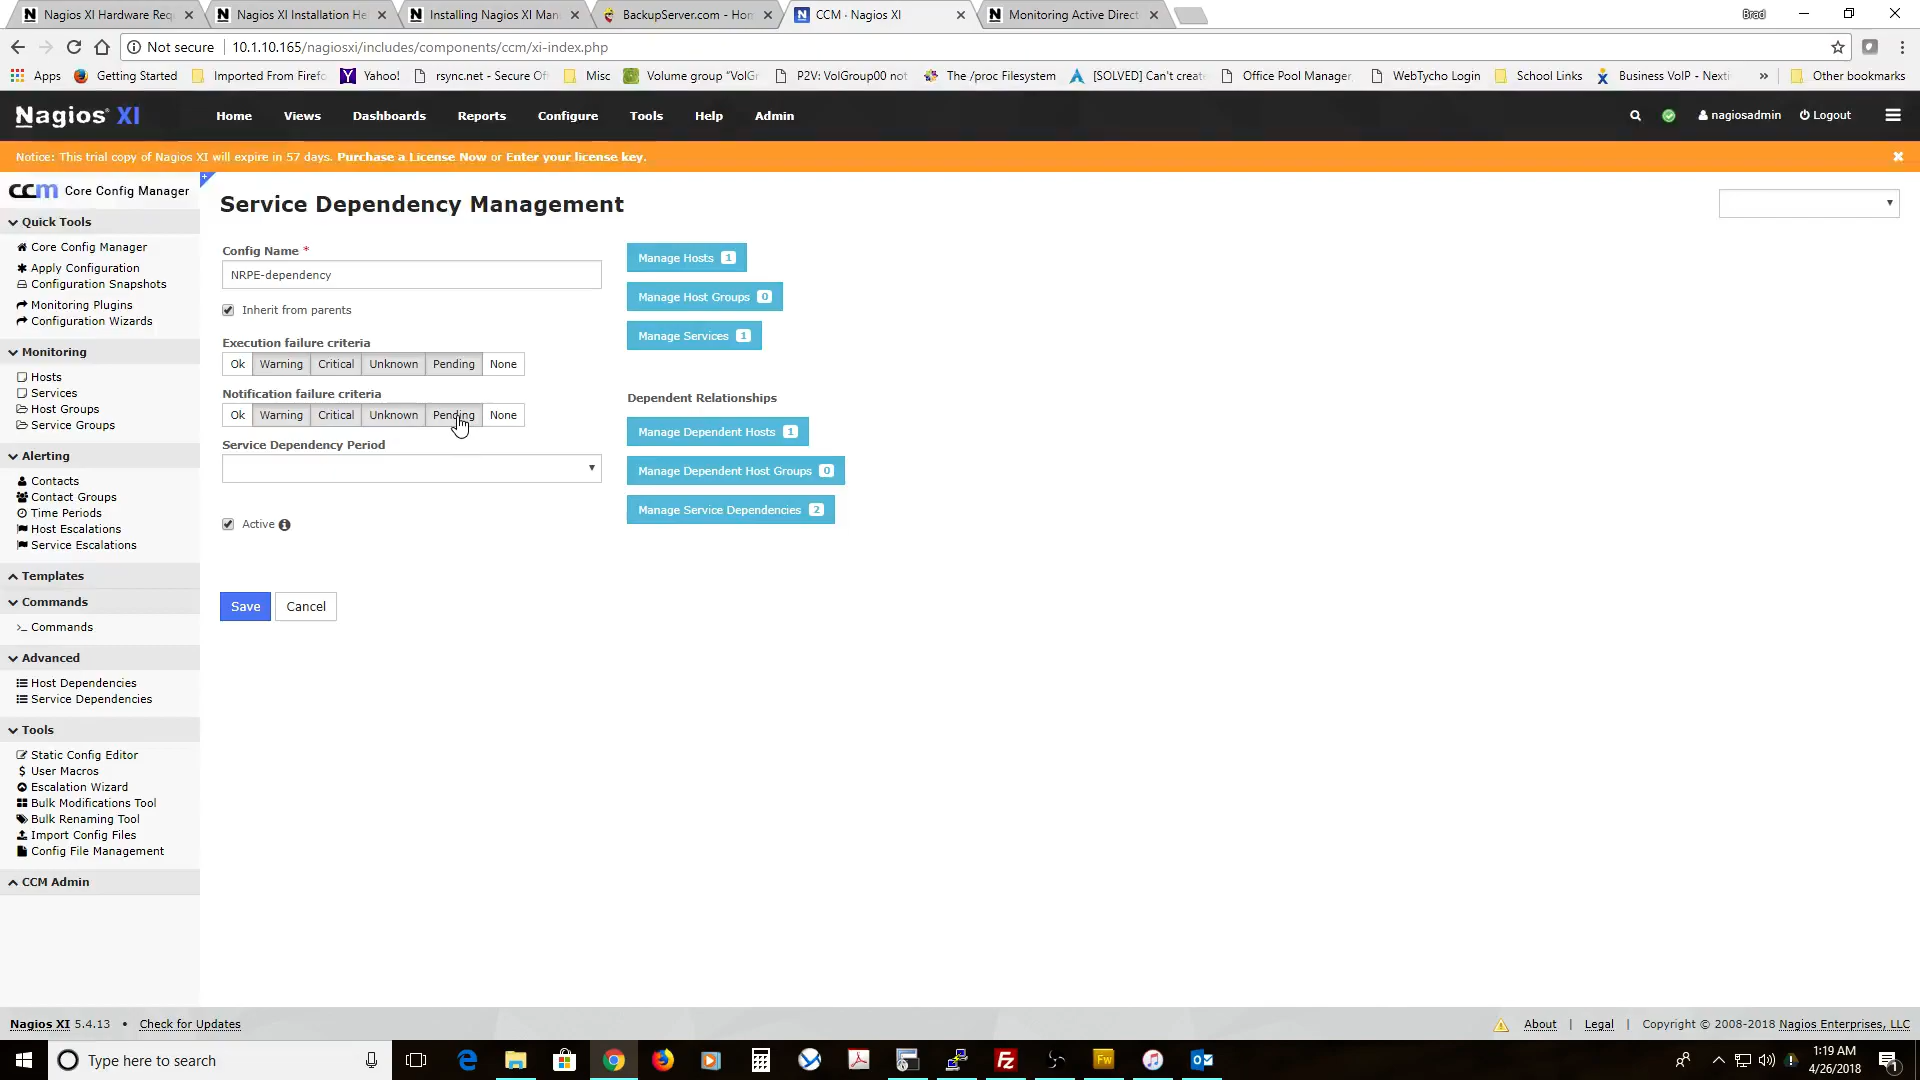 Nagios XI Hardware Req
Nagios XI Installation He
Installing Nagios XI Man
BackupServer.com - Hom
CCM · Nagios XI
Monitoring Active Direct
Brad
Not secure
10.1.10.165/nagiosxi/includes/components/ccm/xi-index.php
Apps
Getting Started
Imported From Firefo
Yahoo!
rsync.net - Secure Of
Misc
Volume group "VolGr
P2V: VolGroup00 not
The /proc Filesystem
[SOLVED] Can't create
Office Pool Manager
WebTycho Login
School Links
Business VoIP - Nexti
»
Other bookmarks
Nagios® XI
Home
Views
Dashboards
Reports
Configure
Tools
Help
Admin
nagiosadmin
Logout
Notice: This trial copy of Nagios XI will expire in 57 days. Purchase a License Now or Enter your license key.
ccm Core Config Manager
Quick Tools
Core Config Manager
Apply Configuration
Configuration Snapshots
Monitoring Plugins
Configuration Wizards
Monitoring
Hosts
Services
Host Groups
Service Groups
Alerting
Contacts
Contact Groups
Time Periods
Host Escalations
Service Escalations
Templates
Commands
>_ Commands
Advanced
Host Dependencies
Service Dependencies
Tools
Static Config Editor
$ User Macros
Escalation Wizard
Bulk Modifications Tool
Bulk Renaming Tool
Import Config Files
Config File Management
CCM Admin
Service Dependency Management
Config Name *
NRPE-dependency
Inherit from parents
Execution failure criteria
Ok Warning Critical Unknown Pending None
Notification failure criteria
Ok Warning Critical Unknown Pending None
Service Dependency Period
Active
Save
Cancel
Manage Hosts 1
Manage Host Groups 0
Manage Services 1
Dependent Relationships
Manage Dependent Hosts 1
Manage Dependent Host Groups 0
Manage Service Dependencies 2
Nagios XI 5.4.13 • Check for Updates
About | Legal | Copyright © 2008-2018 Nagios Enterprises, LLC
Type here to search
Fw
1:19 AM
4/26/2018
1